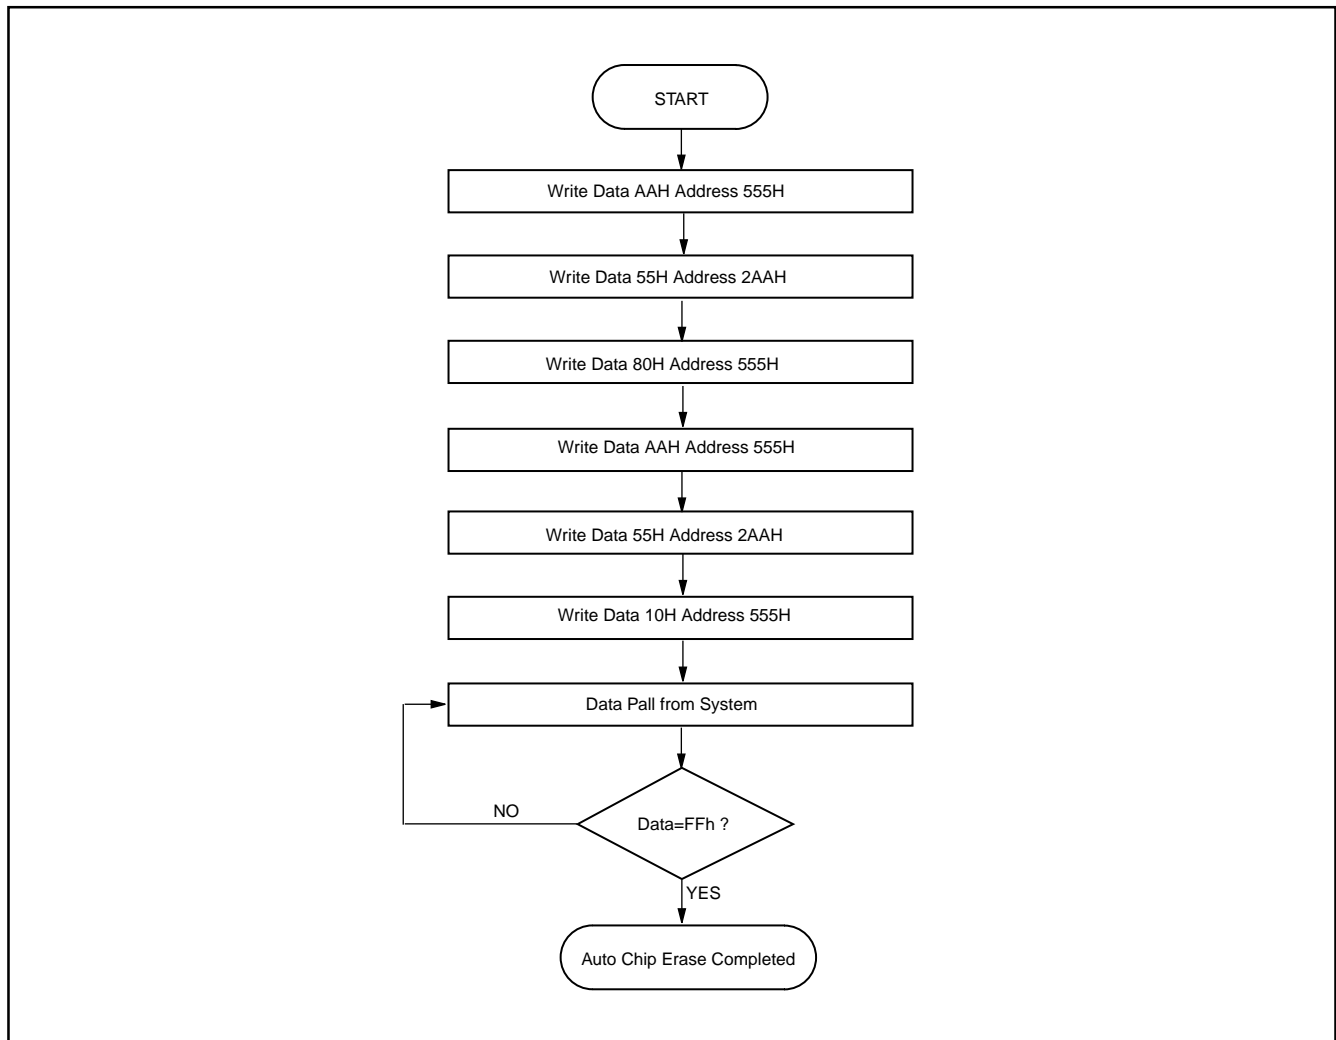 START
Write Data AAH Address 555H
Write Data 55H Address 2AAH
Write Data 80H Address 555H
Write Data AAH Address 555H
Write Data 55H Address 2AAH
Write Data 10H Address 555H
Data Pall from System
NO
Data=FFh ?
YES
Auto Chip Erase Completed